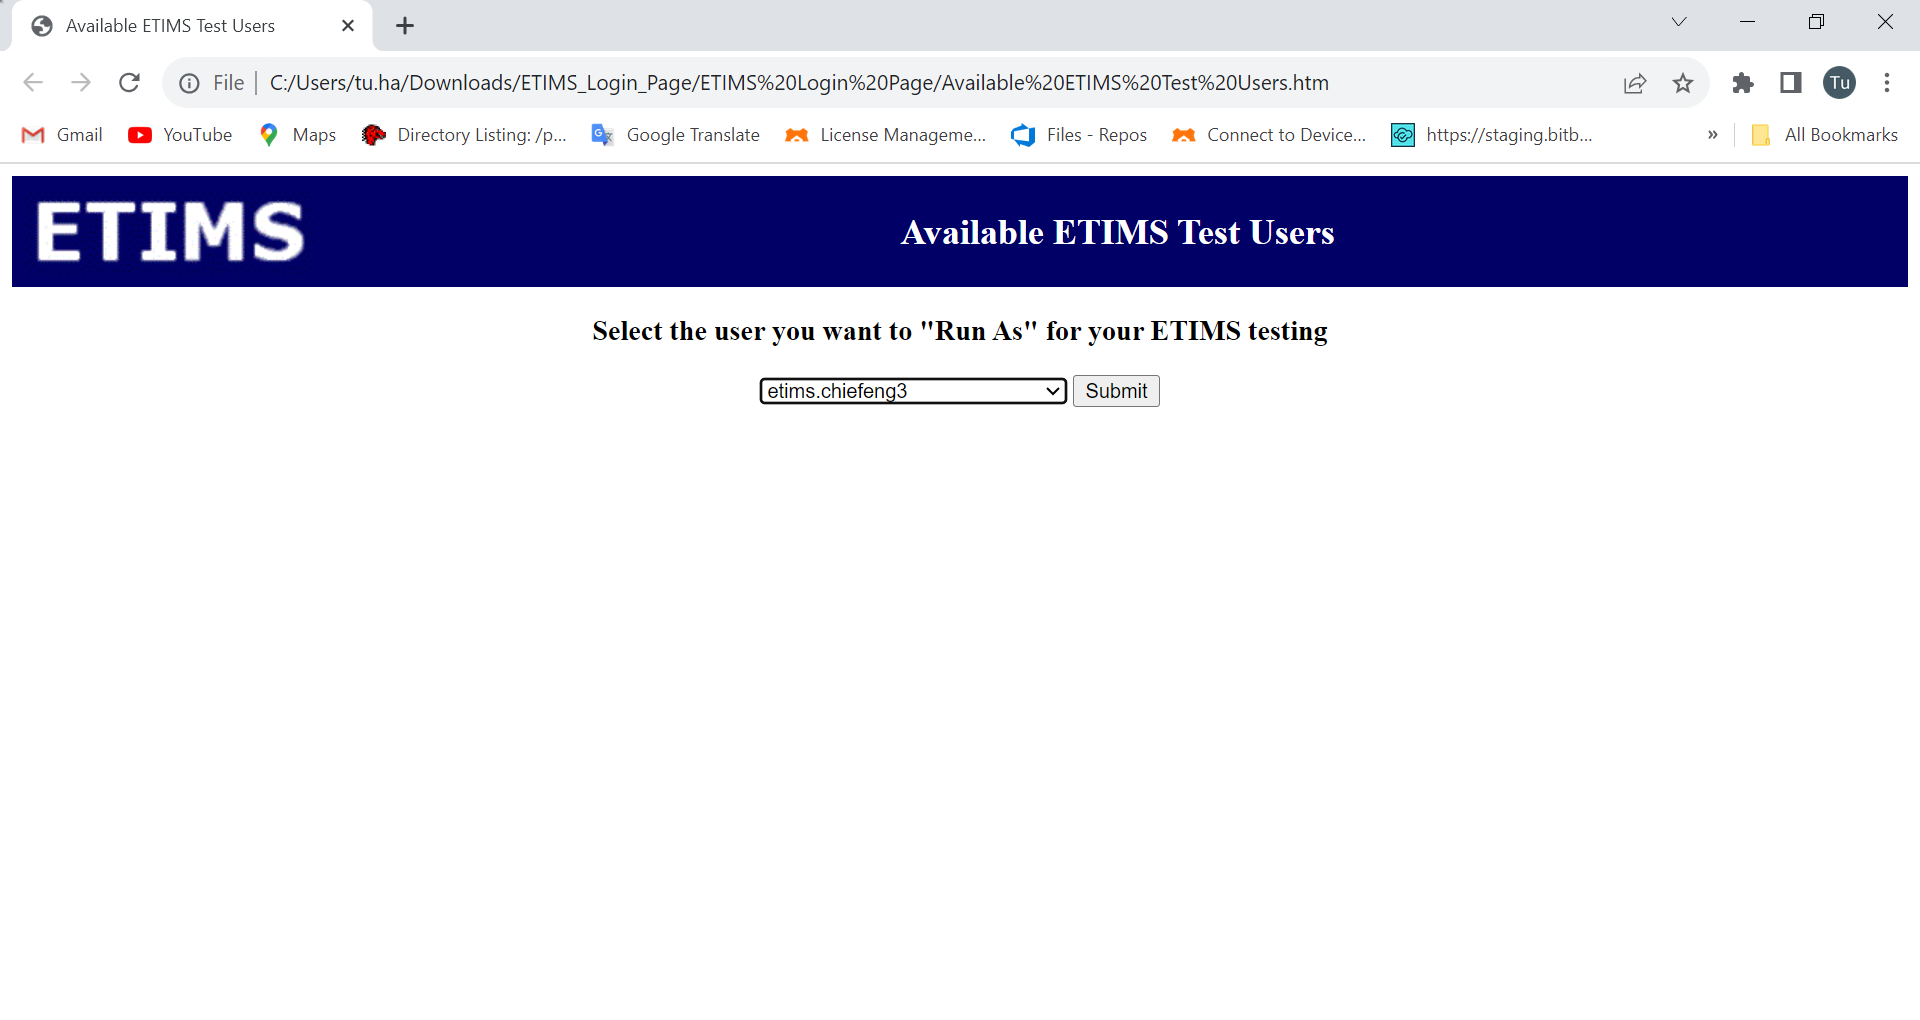 Available ETIMS Test Users
File
C:/Users/tu.ha/Downloads/ETIMS_Login_Page/ETIMS%20Login%20Page/Available%20ETIMS%20Test%20Users.htm
Tu
Gmail YouTube Maps Directory Listing: /p... Google Translate License Manageme... Files - Repos Connect to Device... https://staging.bitb... » All Bookmarks
ETIMS
Available ETIMS Test Users
Select the user you want to "Run As" for your ETIMS testing
etims.chiefeng3 Submit